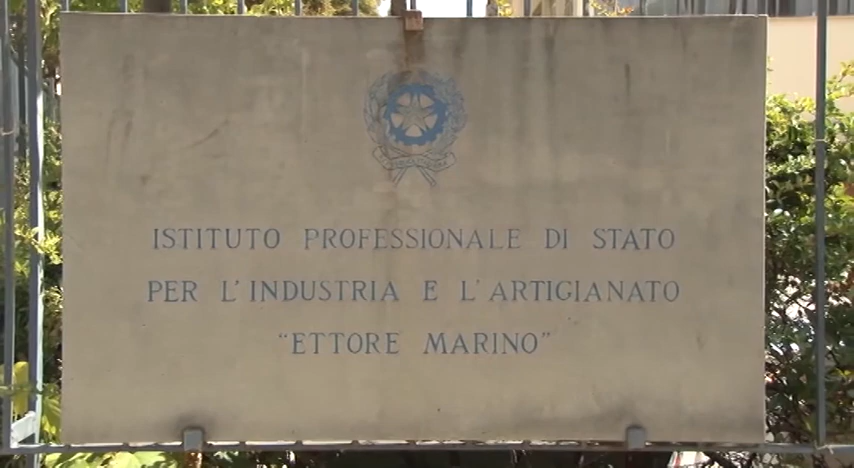 ISTITUTO PROFESSIONALE DI STATO
PER L'INDUSTRIA E L'ARTIGIANATO
“ETTORE MARINO”